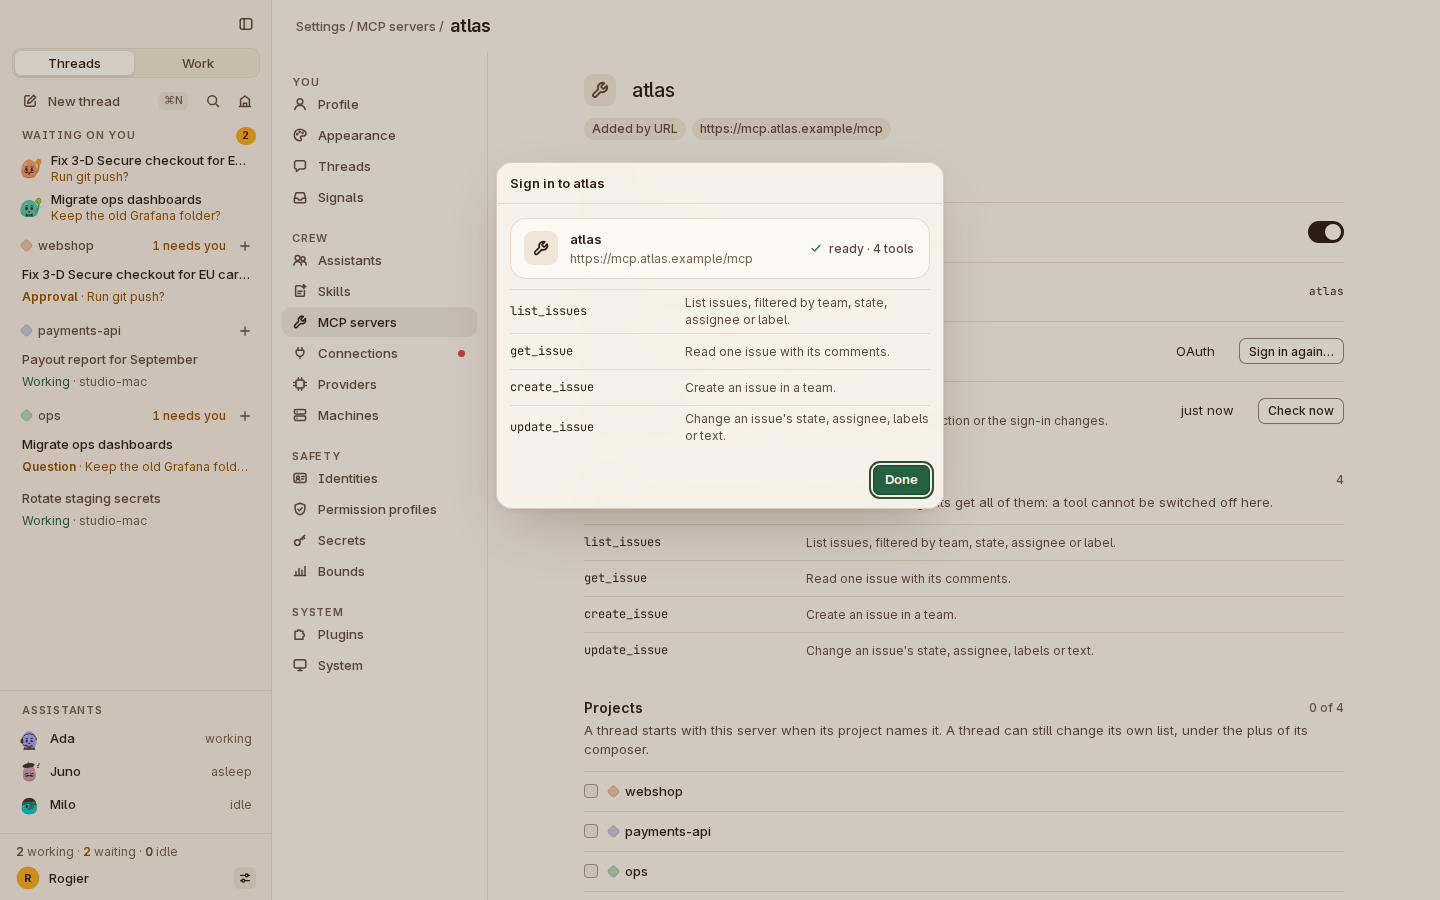 Settings / MCP servers / atlas
Threads
Work
New thread
⌘N
WAITING ON YOU
2
Fix 3-D Secure checkout for E...
Run git push?
Migrate ops dashboards
Keep the old Grafana folder?
webshop
1 needs you
Fix 3-D Secure checkout for EU car...
Approval · Run git push?
payments-api
Payout report for September
Working · studio-mac
ops
1 needs you
Migrate ops dashboards
Question · Keep the old Grafana fold...
Rotate staging secrets
Working · studio-mac
ASSISTANTS
Ada
working
Juno
asleep
Milo
idle
2 working · 2 waiting · 0 idle
R
Rogier
YOU
Profile
Appearance
Threads
Signals
CREW
Assistants
Skills
MCP servers
Connections
Providers
Machines
SAFETY
Identities
Permission profiles
Secrets
Bounds
SYSTEM
Plugins
System
atlas
Added by URL
https://mcp.atlas.example/mcp
atlas
OAuth
Sign in again...
just now
Check now
ction or the sign-in changes.
4
ts get all of them: a tool cannot be switched off here.
Sign in to atlas
atlas
https://mcp.atlas.example/mcp
ready · 4 tools
list_issues
List issues, filtered by team, state,
assignee or label.
get_issue
Read one issue with its comments.
create_issue
Create an issue in a team.
update_issue
Change an issue's state, assignee, labels
or text.
Done
list_issues
List issues, filtered by team, state, assignee or label.
get_issue
Read one issue with its comments.
create_issue
Create an issue in a team.
update_issue
Change an issue's state, assignee, labels or text.
Projects
0 of 4
A thread starts with this server when its project names it. A thread can still change its own list, under the plus of its
composer.
webshop
payments-api
ops